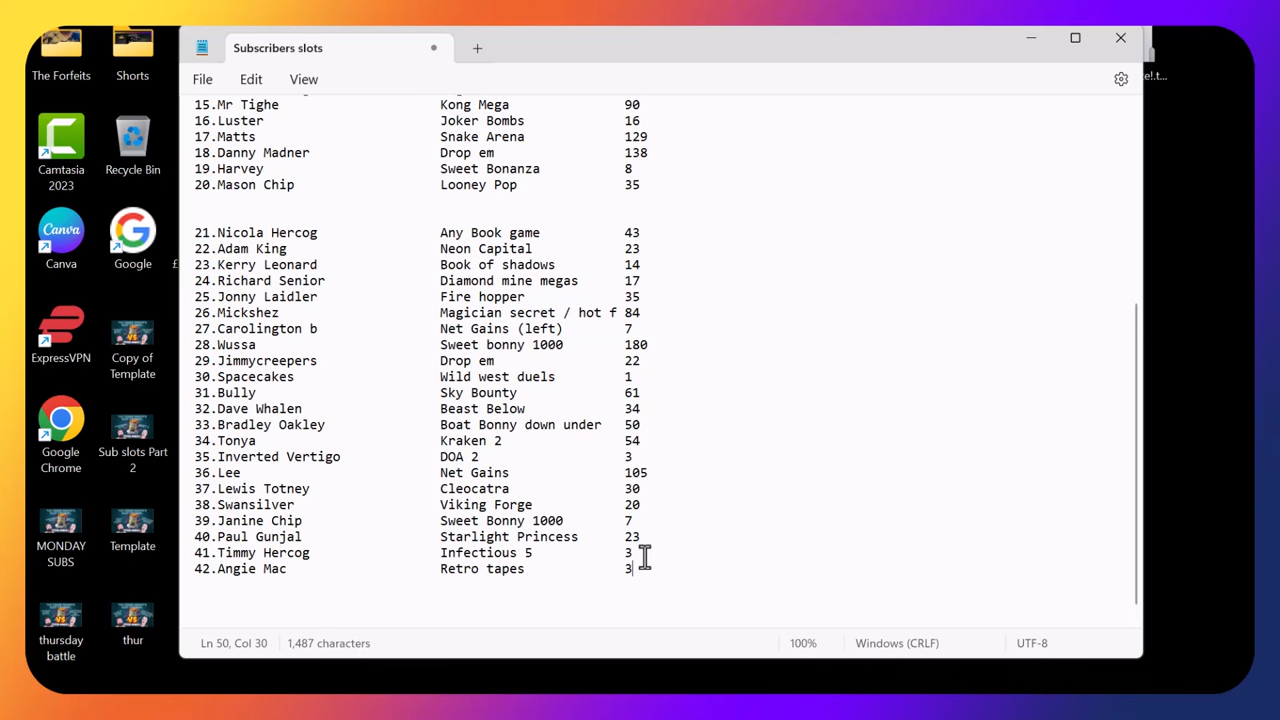 Subscribers slots
File Edit View
15.Mr Tighe Kong Mega 90
16.Luster Joker Bombs 16
17.Matts Snake Arena 129
18.Danny Madner Drop em 138
19.Harvey Sweet Bonanza 8
20.Mason Chip Looney Pop 35
21.Nicola Hercog Any Book game 43
22.Adam King Neon Capital 23
23.Kerry Leonard Book of shadows 14
24.Richard Senior Diamond mine megas 17
25.Jonny Laidler Fire hopper 35
26.Mickshez Magician secret / hot f 84
27.Carolington b Net Gains (left) 7
28.Wussa Sweet bonny 1000 180
29.Jimmycreepers Drop em 22
30.Spacecakes Wild west duels 1
31.Bully Sky Bounty 61
32.Dave Whalen Beast Below 34
33.Bradley Oakley Boat Bonny down under 50
34.Tonya Kraken 2 54
35.Inverted Vertigo DOA 2 3
36.Lee Net Gains 105
37.Lewis Totney Cleocatra 30
38.Swansilver Viking Forge 20
39.Janine Chip Sweet Bonny 1000 7
40.Paul Gunjal Starlight Princess 23
41.Timmy Hercog Infectious 5 3
42.Angie Mac Retro tapes 3
Ln 50, Col 30 1,487 characters 100% Windows (CRLF) UTF-8
The Forfeits
Shorts
Camtasia
2023
Recycle Bin
Canva
Canva
Google
£
ExpressVPN
Copy of
Template
Google
Chrome
Sub slots Part
2
MONDAY
SUBS
Template
thursday
battle
thur
e!.t...